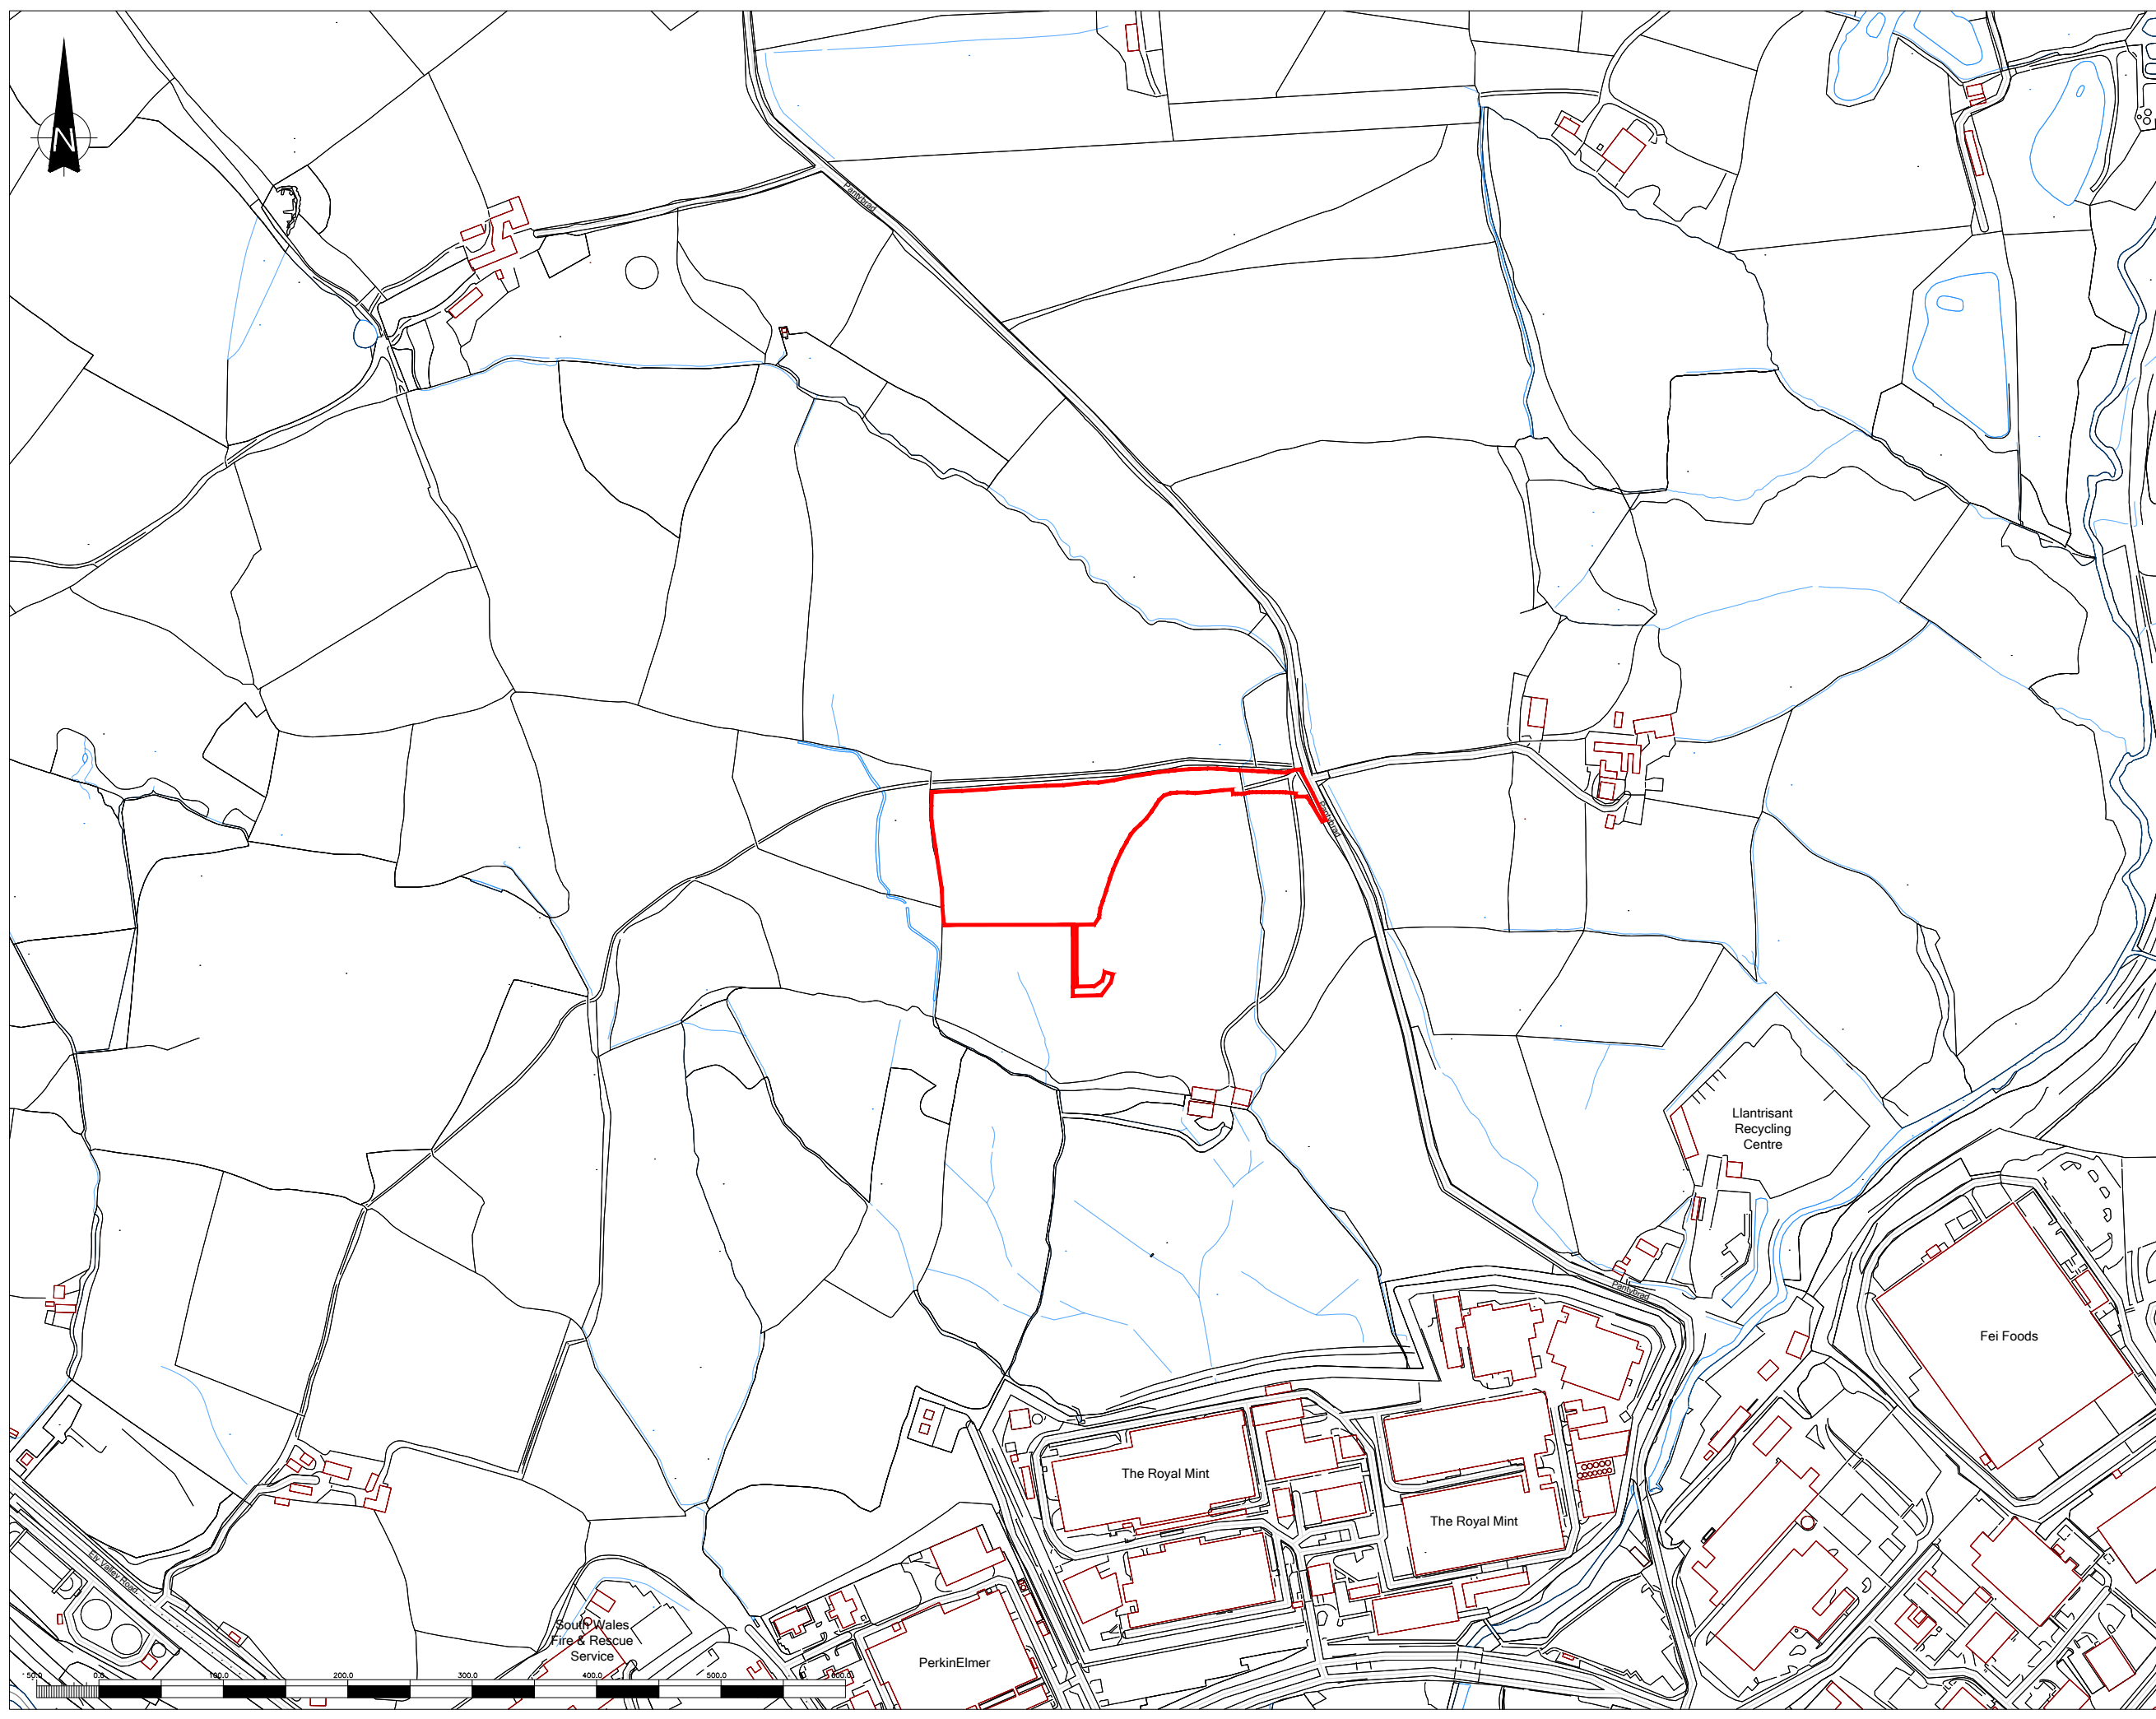 N
Pantybrad
Pantybrad
Llantrisant
Recycling
Centre
Pantybrad
Fei Foods
The Royal Mint
The Royal Mint
Ely Valley Road
South Wales
Fire & Rescue
Service
PerkinElmer
50.0 0.0 100.0 200.0 300.0 400.0 500.0 600.0